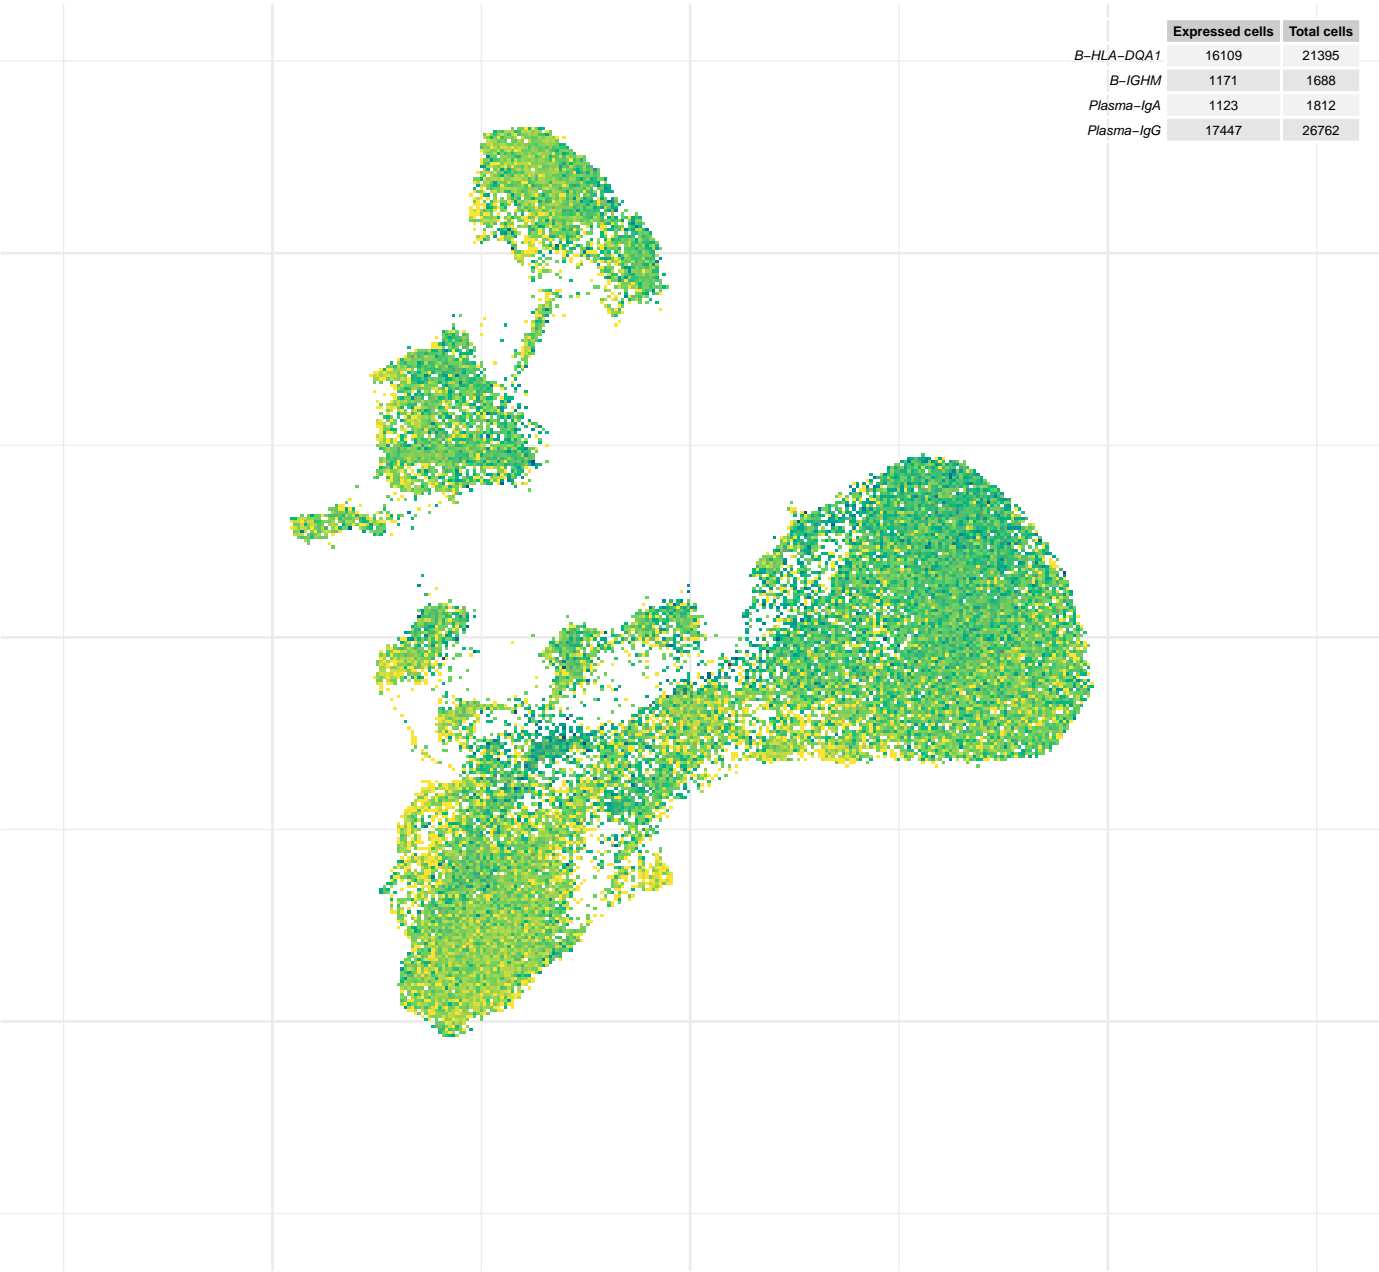 Expressed cells Total cells
B−HLA−DQA1 16109 21395
B−IGHM 1171 1688
Plasma−IgA 1123 1812
Plasma−IgG 17447 26762